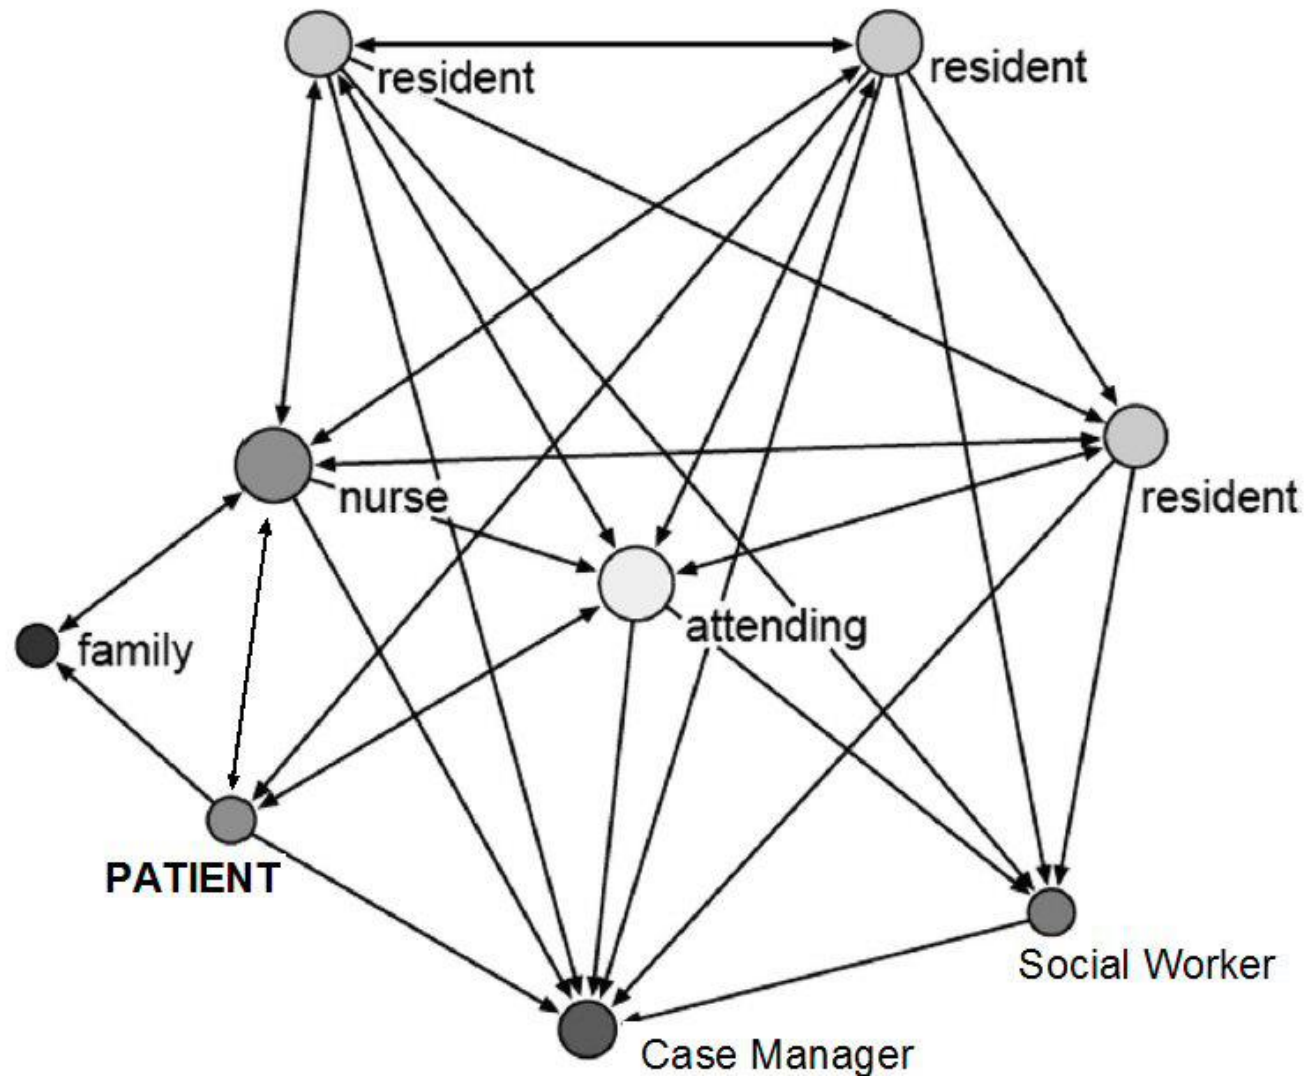 resident
resident
nurse
resident
attending
family
PATIENT
Social Worker
Case Manager